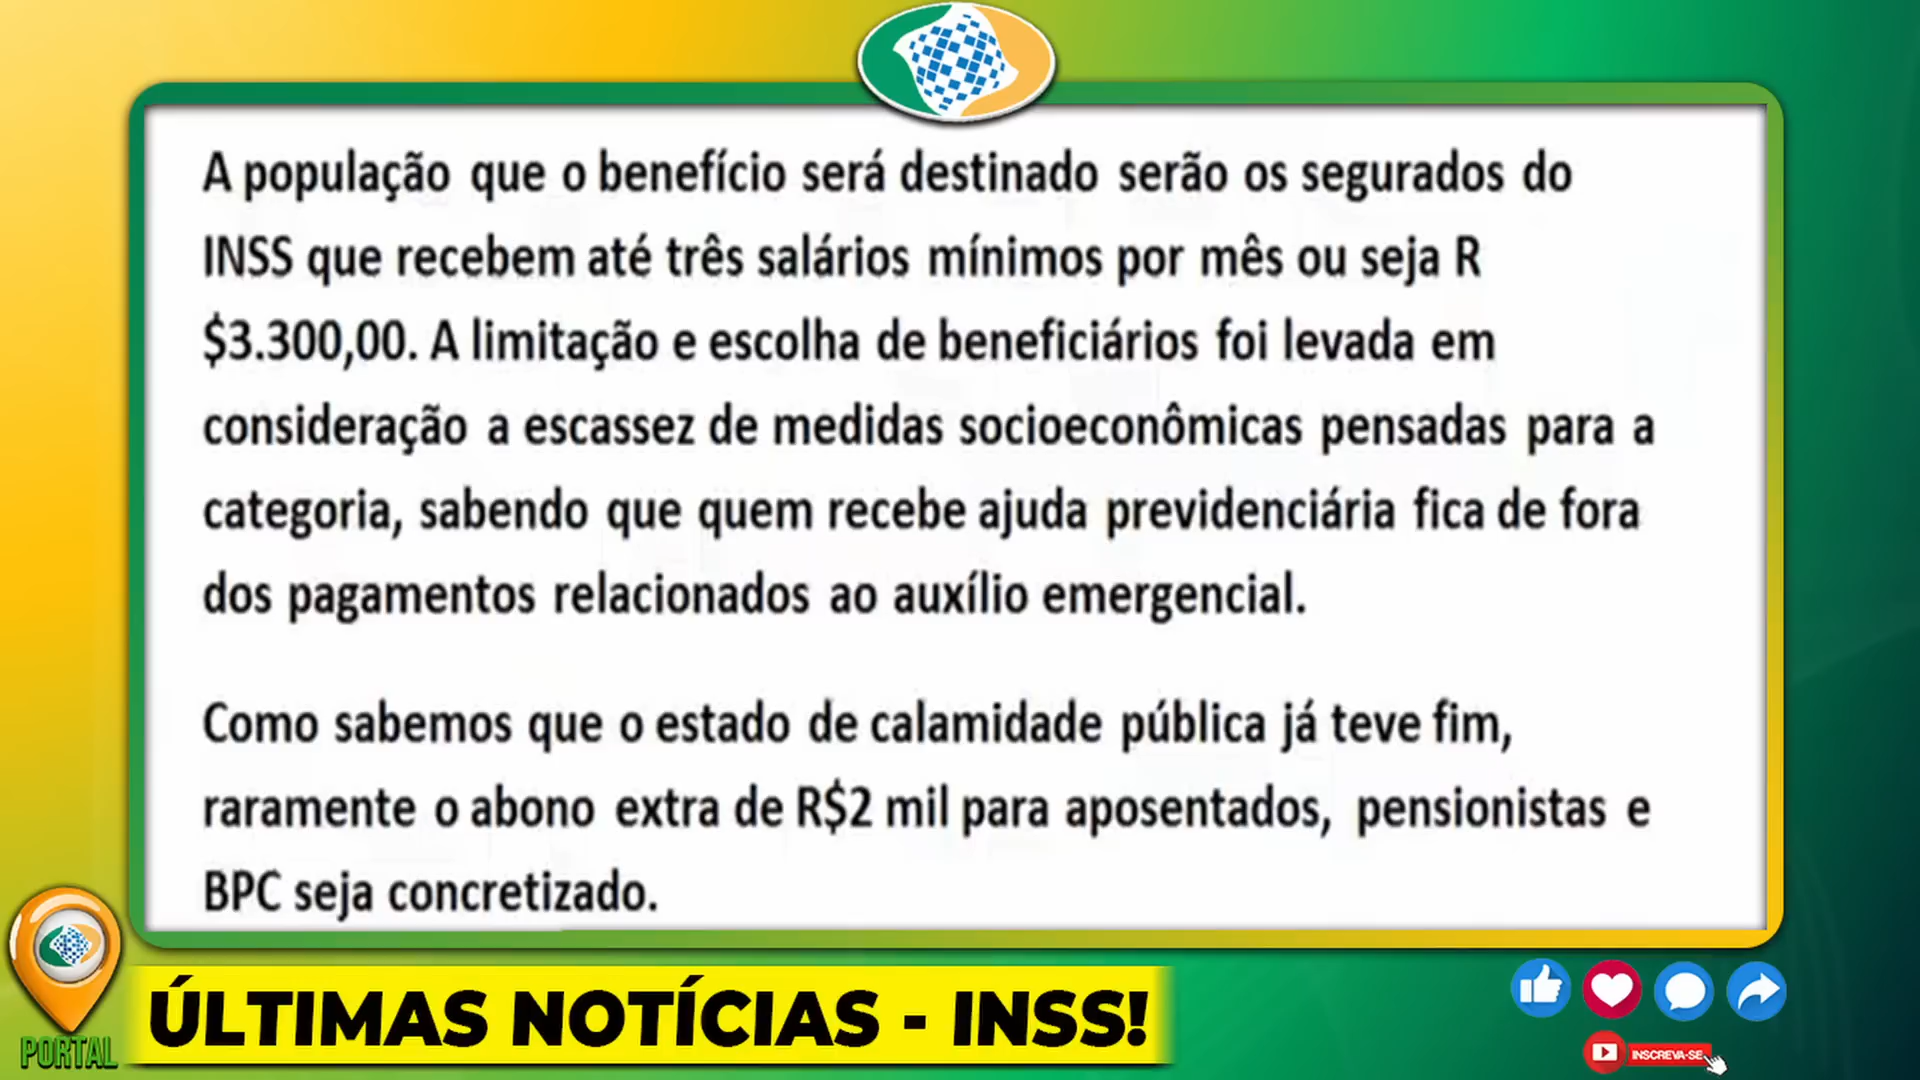 A população que o benefício será destinado serão os segurados do
INSS que recebem até três salários mínimos por mês ou seja R
$3.300,00. A limitação e escolha de beneficiários foi levada em
consideração a escassez de medidas socioeconômicas pensadas para a
categoria, sabendo que quem recebe ajuda previdenciária fica de fora
dos pagamentos relacionados ao auxílio emergencial.
Como sabemos que o estado de calamidade pública já teve fim,
raramente o abono extra de R$2 mil para aposentados, pensionistas e
BPC seja concretizado.
ÚLTIMAS NOTÍCIAS - INSS!
PORTAL
INSCREVA-SE